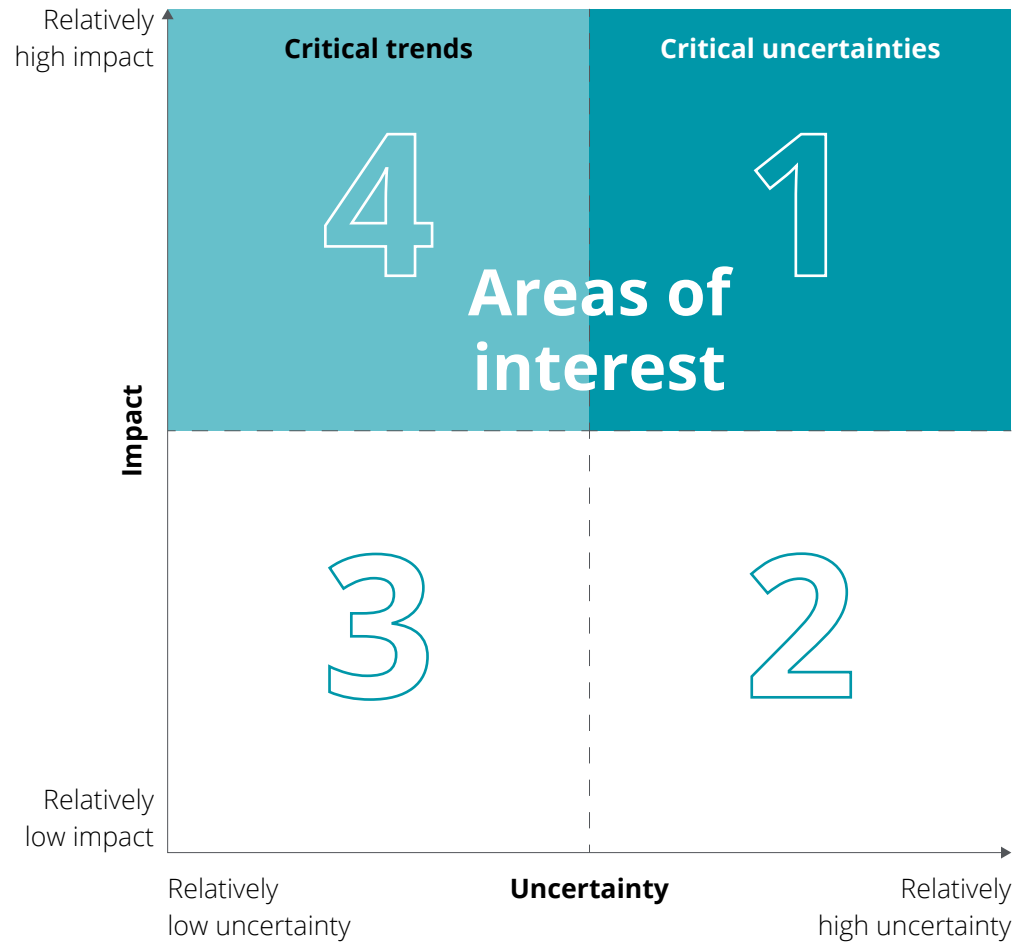 Relatively
high impact
Critical trends
Critical uncertainties
4
1
Areas of
interest
Impact
3
2
Relatively
low impact
Relatively
low uncertainty
Uncertainty
Relatively
high uncertainty